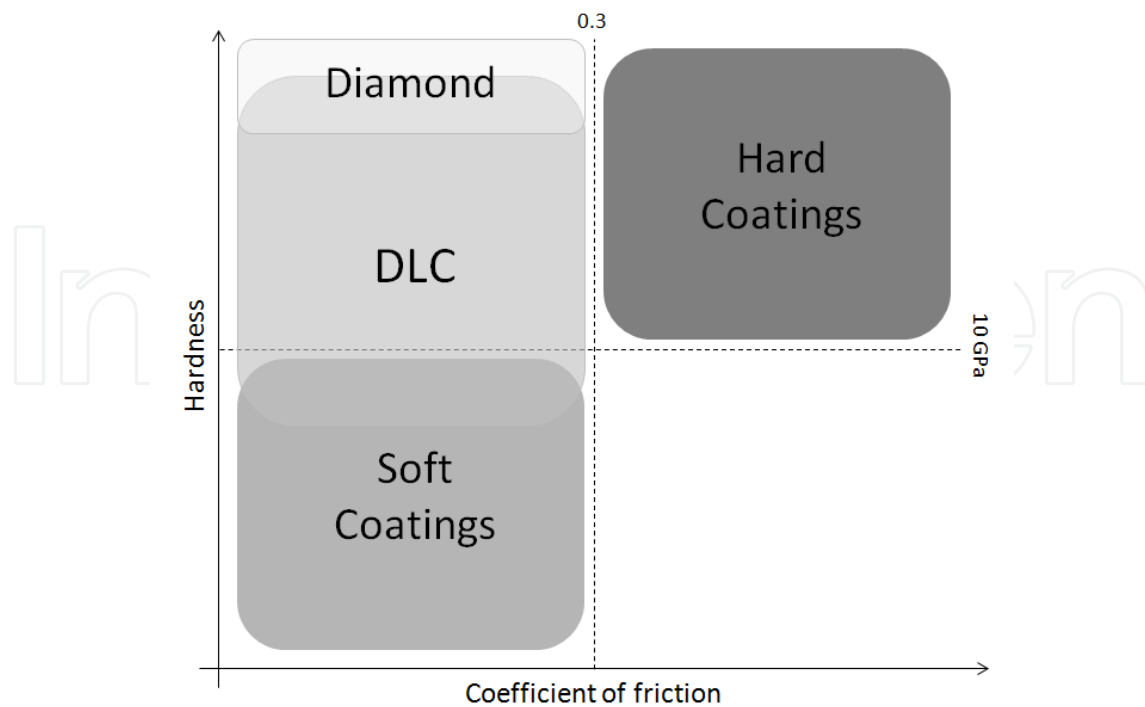 0.3
Diamond
Hard
Coatings
DLC
Hardness
10 GPa
Soft
Coatings
Coefficient of friction